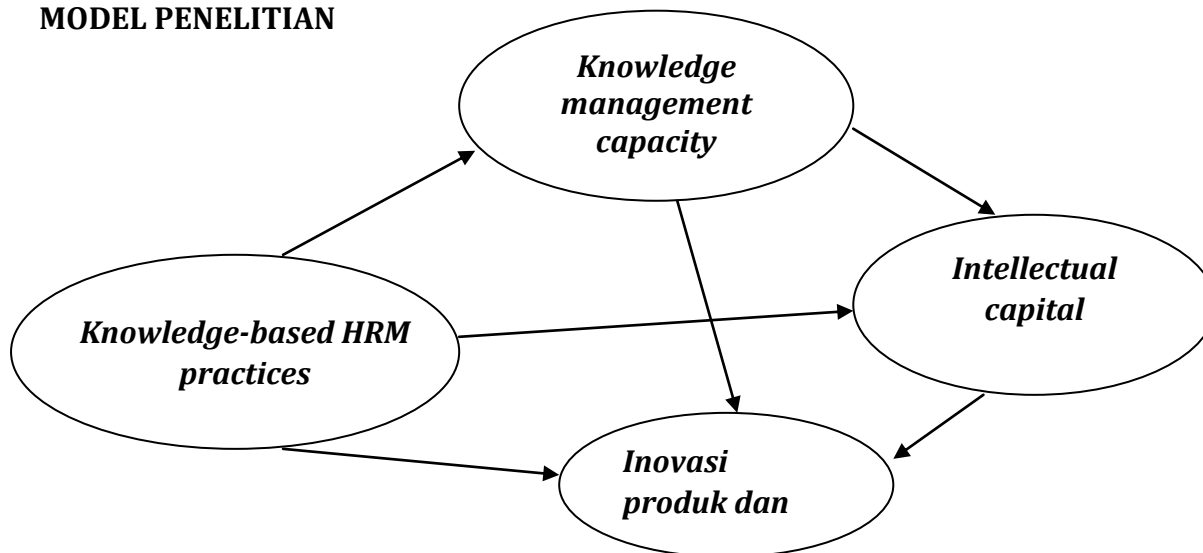 MODEL PENELITIAN
Knowledge
management
capacity
Intellectual
capital
Knowledge-based HRM
practices
Inovasi
produk dan